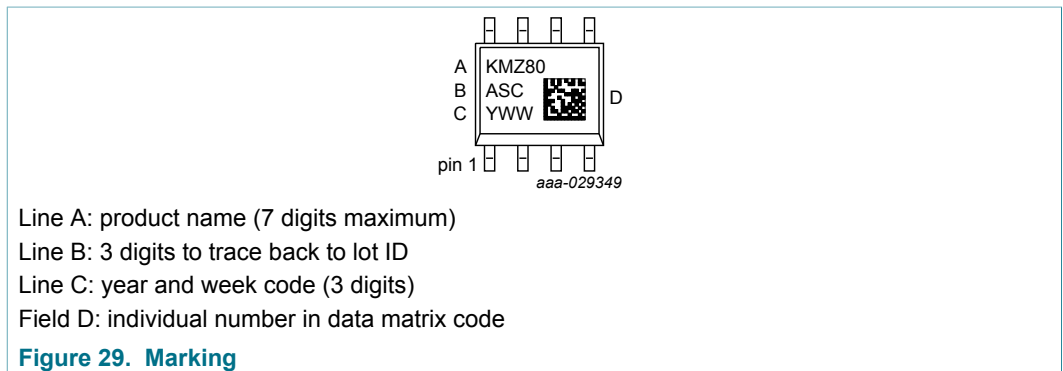 A KMZ80
B ASC
C YWW
D
pin 1
aaa-029349
Line A: product name (7 digits maximum)
Line B: 3 digits to trace back to lot ID
Line C: year and week code (3 digits)
Field D: individual number in data matrix code
Figure 29. Marking